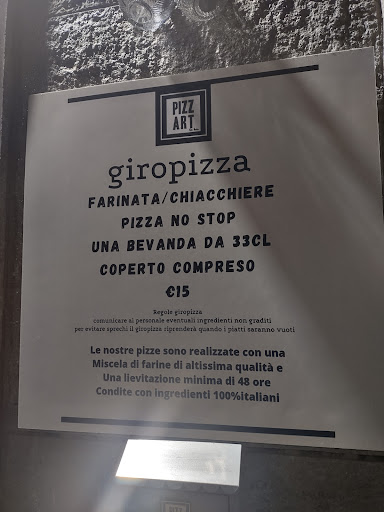 PIZZ
ART
giropizza
FARINATA/CHIACCHIERE
PIZZA NO STOP
UNA BEVANDA DA 33CL
COPERTO COMPRESO
€15
Regole giropizza
comunicare al personale eventuali ingredienti non graditi
per evitare sprechi il giropizza riprenderà quando i piatti saranno vuoti
Le nostre pizze sono realizzate con una
Miscela di farine di altissima qualità e
Una lievitazione minima di 48 ore
Condite con ingredienti 100%italiani